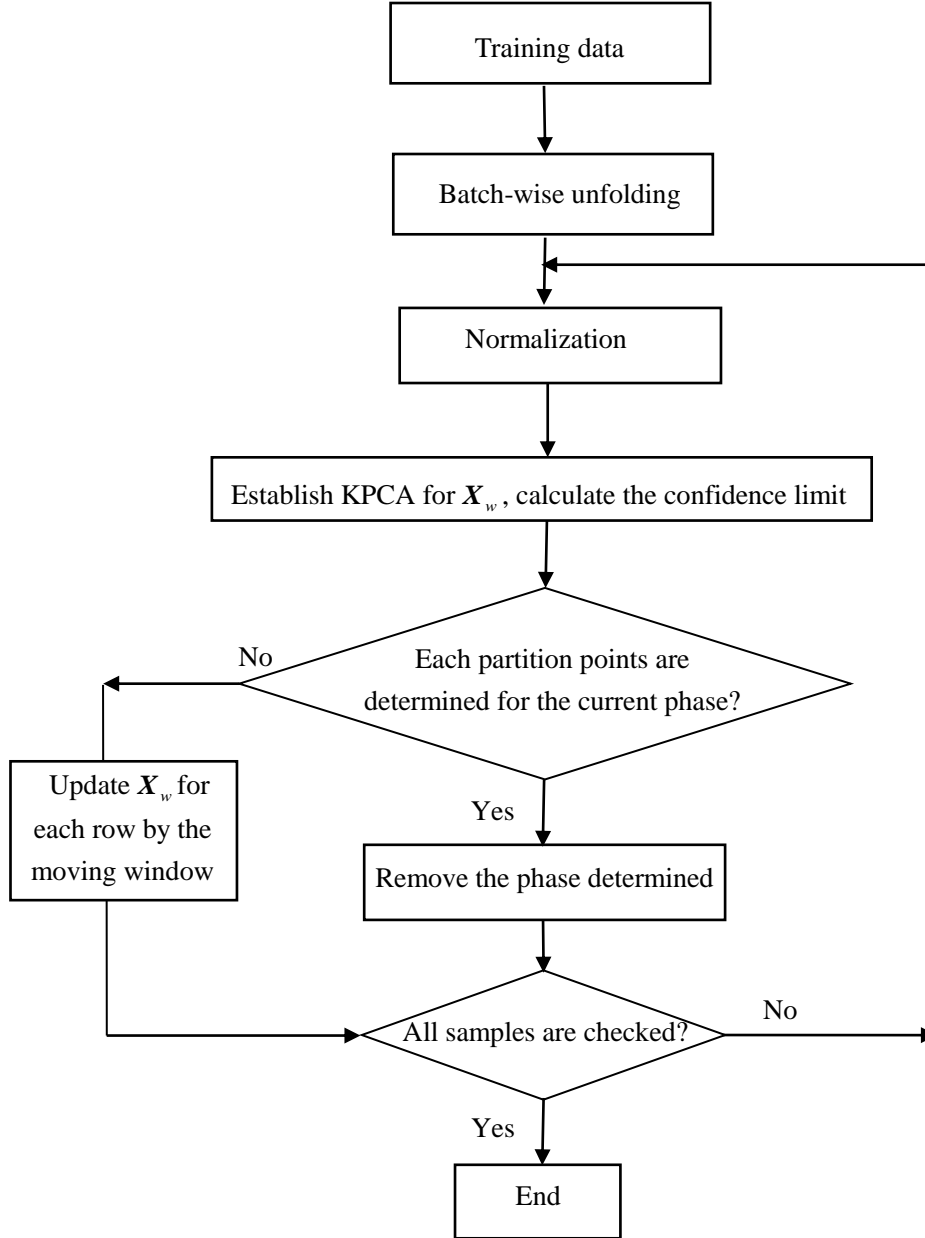 Training data
Batch-wise unfolding
Normalization
Establish KPCA for X_w, calculate the confidence limit
No
Each partition points are
determined for the current phase?
Update X_w for
each row by the
moving window
Yes
Remove the phase determined
All samples are checked?
No
Yes
End